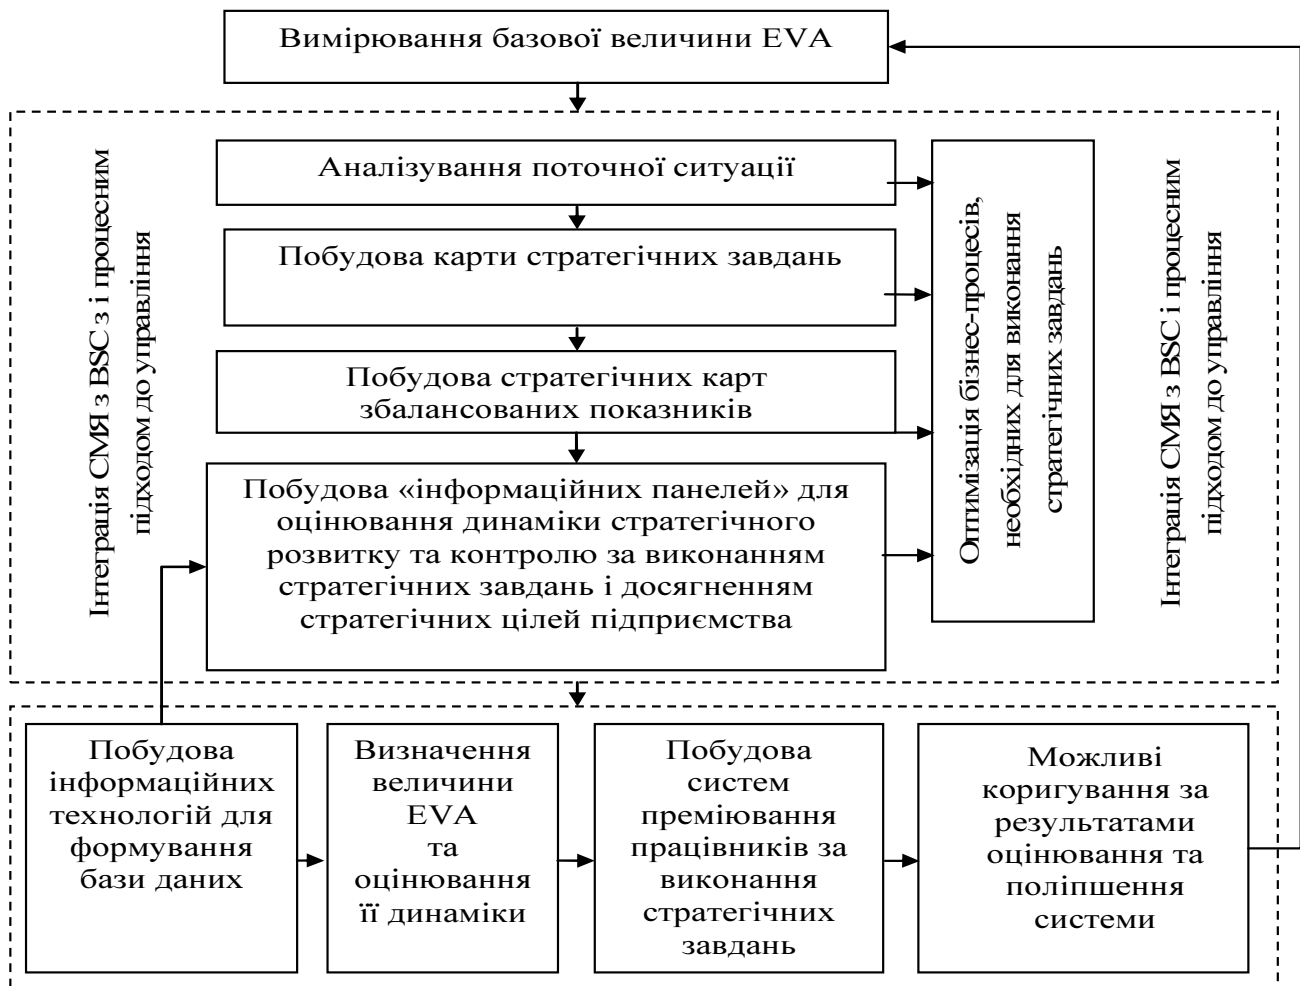 Вимірювання базової величини EVA
Інтеграція СМЯ з BSC з і процесним
підходом до управління
Аналізування поточної ситуації
Побудова карти стратегічних завдань
Побудова стратегічних карт
збалансованих показників
Побудова «інформаційних панелей» для
оцінювання динаміки стратегічного
розвитку та контролю за виконанням
стратегічних завдань і досягненням
стратегічних цілей підприємства
Оптимізація бізнес-процесів,
необхідних для виконання
стратегічних завдань
Інтеграція СМЯ з BSC і процесним
підходом до управління
Побудова
інформаційних
технологій для
формування
бази даних
Визначення
величини
EVA
та
оцінювання
її динаміки
Побудова
систем
преміювання
працівників за
виконання
стратегічних
завдань
Можливі
коригування за
результатами
оцінювання та
поліпшення
системи